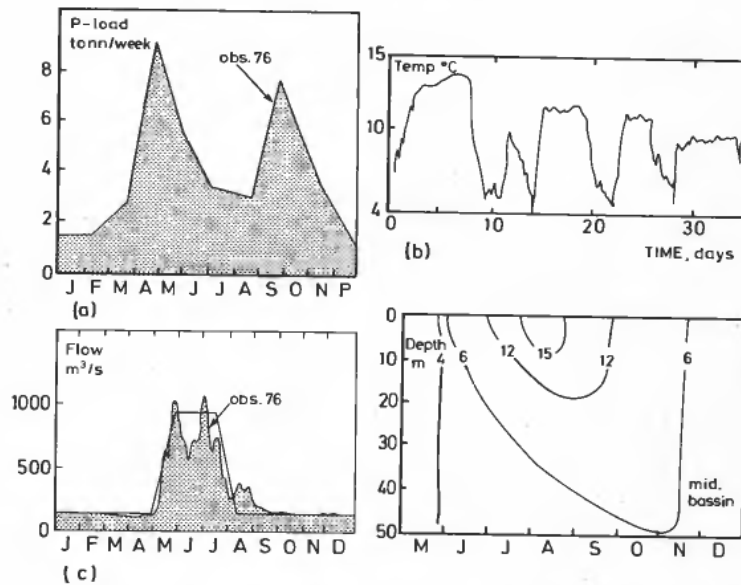 P-load
tonn/week
8
6
4
2
0
obs.76
J F M A M J J A S O N P
(a)
15
Temp °C
10
4
0 10 20 30
(b)
TIME, days
Flow
m³/s
1000
500
0
obs.76
J F M A M J J A S O N D
(c)
0
10
20
30
40
50
Depth
m
4 6 12 15 12 6
mid.
bassin
M J J A S O N D